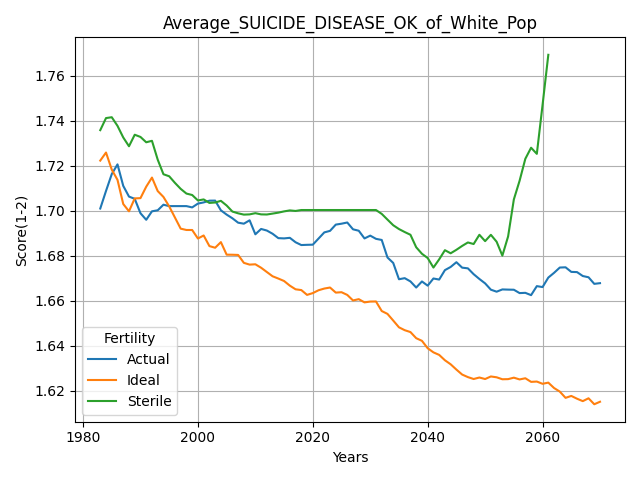 Average_SUICIDE_DISEASE_OK_of_White_Pop
Score(1-2)
1.76
1.74
1.72
1.70
1.68
1.66
1.64
1.62
Fertility
Actual
Ideal
Sterile
1980
2000
2020
2040
2060
Years